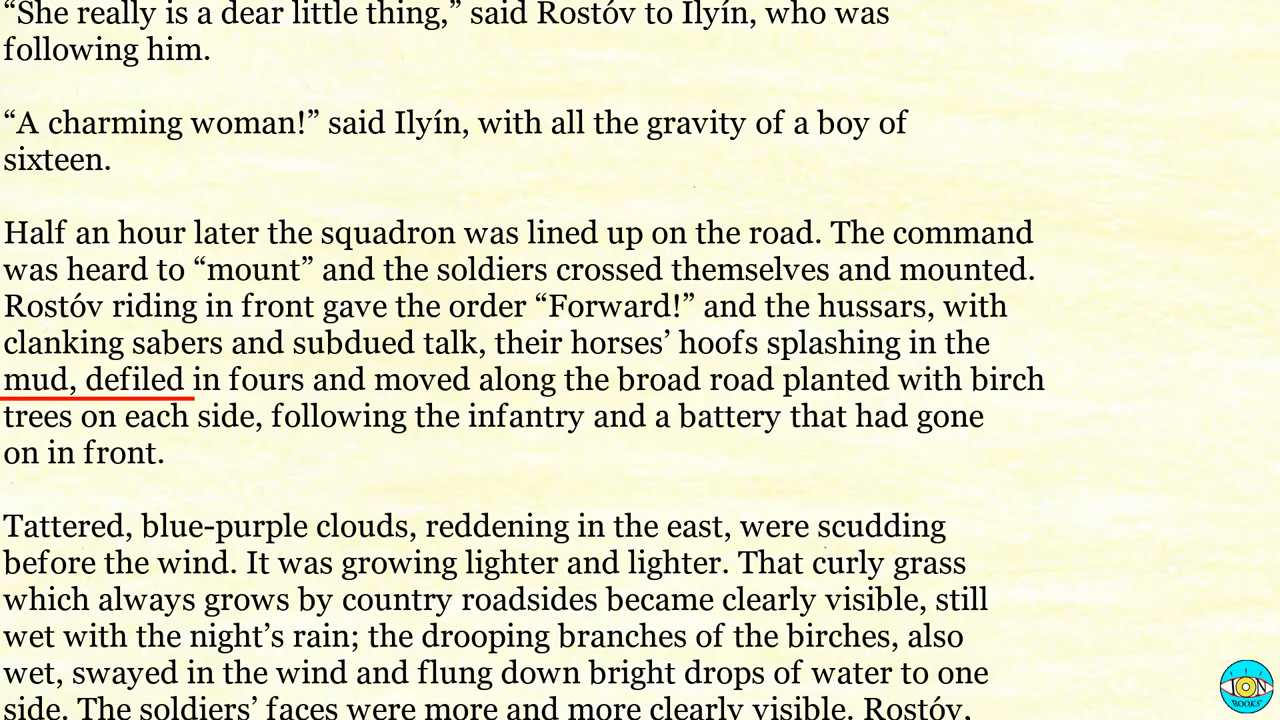 “She really is a dear little thing,” said Rostóv to Ilyín, who was
following him.
“A charming woman!” said Ilyín, with all the gravity of a boy of
sixteen.
Half an hour later the squadron was lined up on the road. The command
was heard to “mount” and the soldiers crossed themselves and mounted.
Rostóv riding in front gave the order “Forward!” and the hussars, with
clanking sabers and subdued talk, their horses’ hoofs splashing in the
mud, defiled in fours and moved along the broad road planted with birch
trees on each side, following the infantry and a battery that had gone
on in front.
Tattered, blue-purple clouds, reddening in the east, were scudding
before the wind. It was growing lighter and lighter. That curly grass
which always grows by country roadsides became clearly visible, still
wet with the night’s rain; the drooping branches of the birches, also
wet, swayed in the wind and flung down bright drops of water to one
side. The soldiers’ faces were more and more clearly visible. Rostóv,
ION
BOOKS